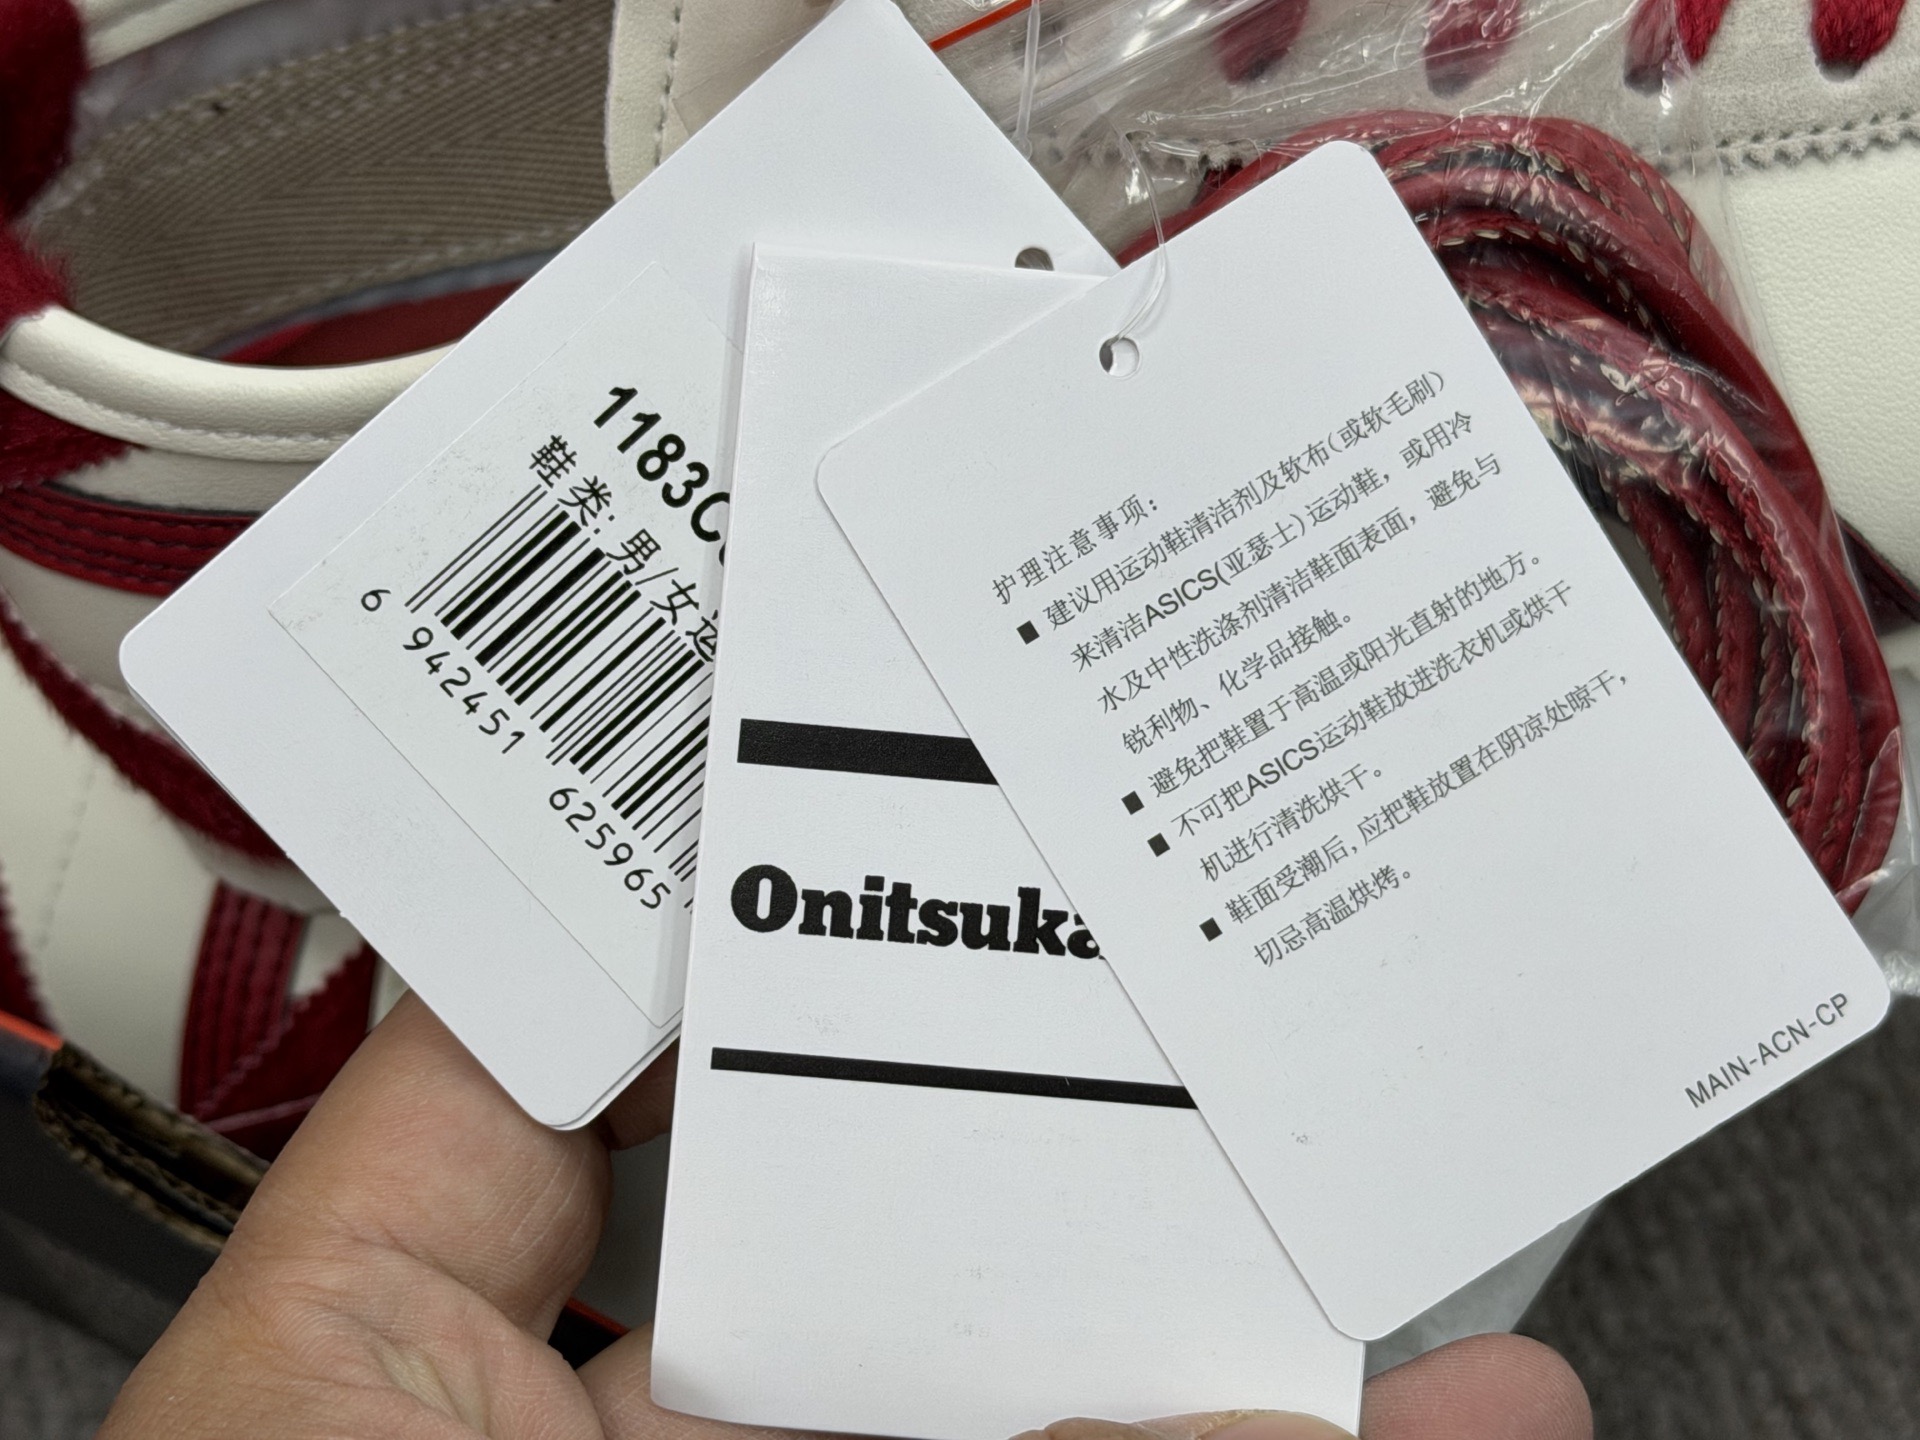 1183C
鞋类: 男/女运
6 942451 625965
Onitsuka
护理注意事项：
■ 建议用运动鞋清洁剂及软布(或软毛刷)
来清洁ASICS(亚瑟士)运动鞋，或用冷
水及中性洗涤剂清洁鞋面表面，避免与
锐利物、化学品接触。
■ 避免把鞋置于高温或阳光直射的地方。
■ 不可把ASICS运动鞋放进洗衣机或烘干
机进行清洗烘干。
■ 鞋面受潮后, 应把鞋放置在阴凉处晾干，
切忌高温烘烤。
MAIN-ACN-CP